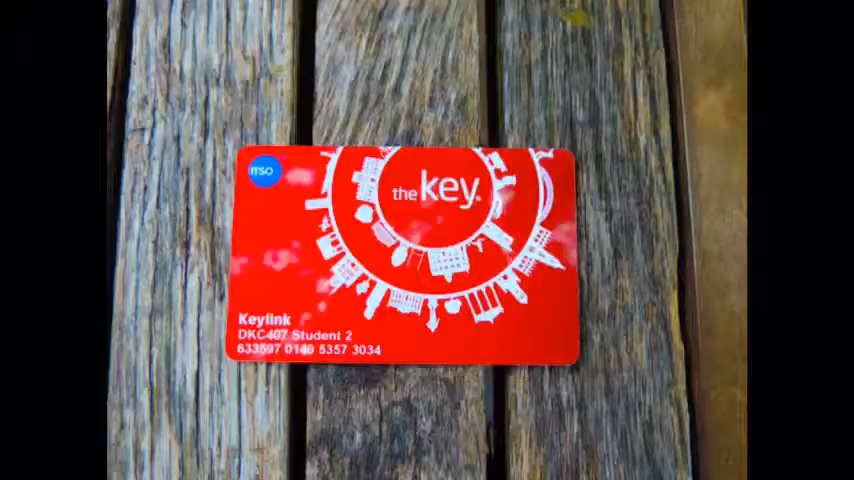 itso
the key.
Keylink
DKC407 Student 2
633597 0140 5357 3034